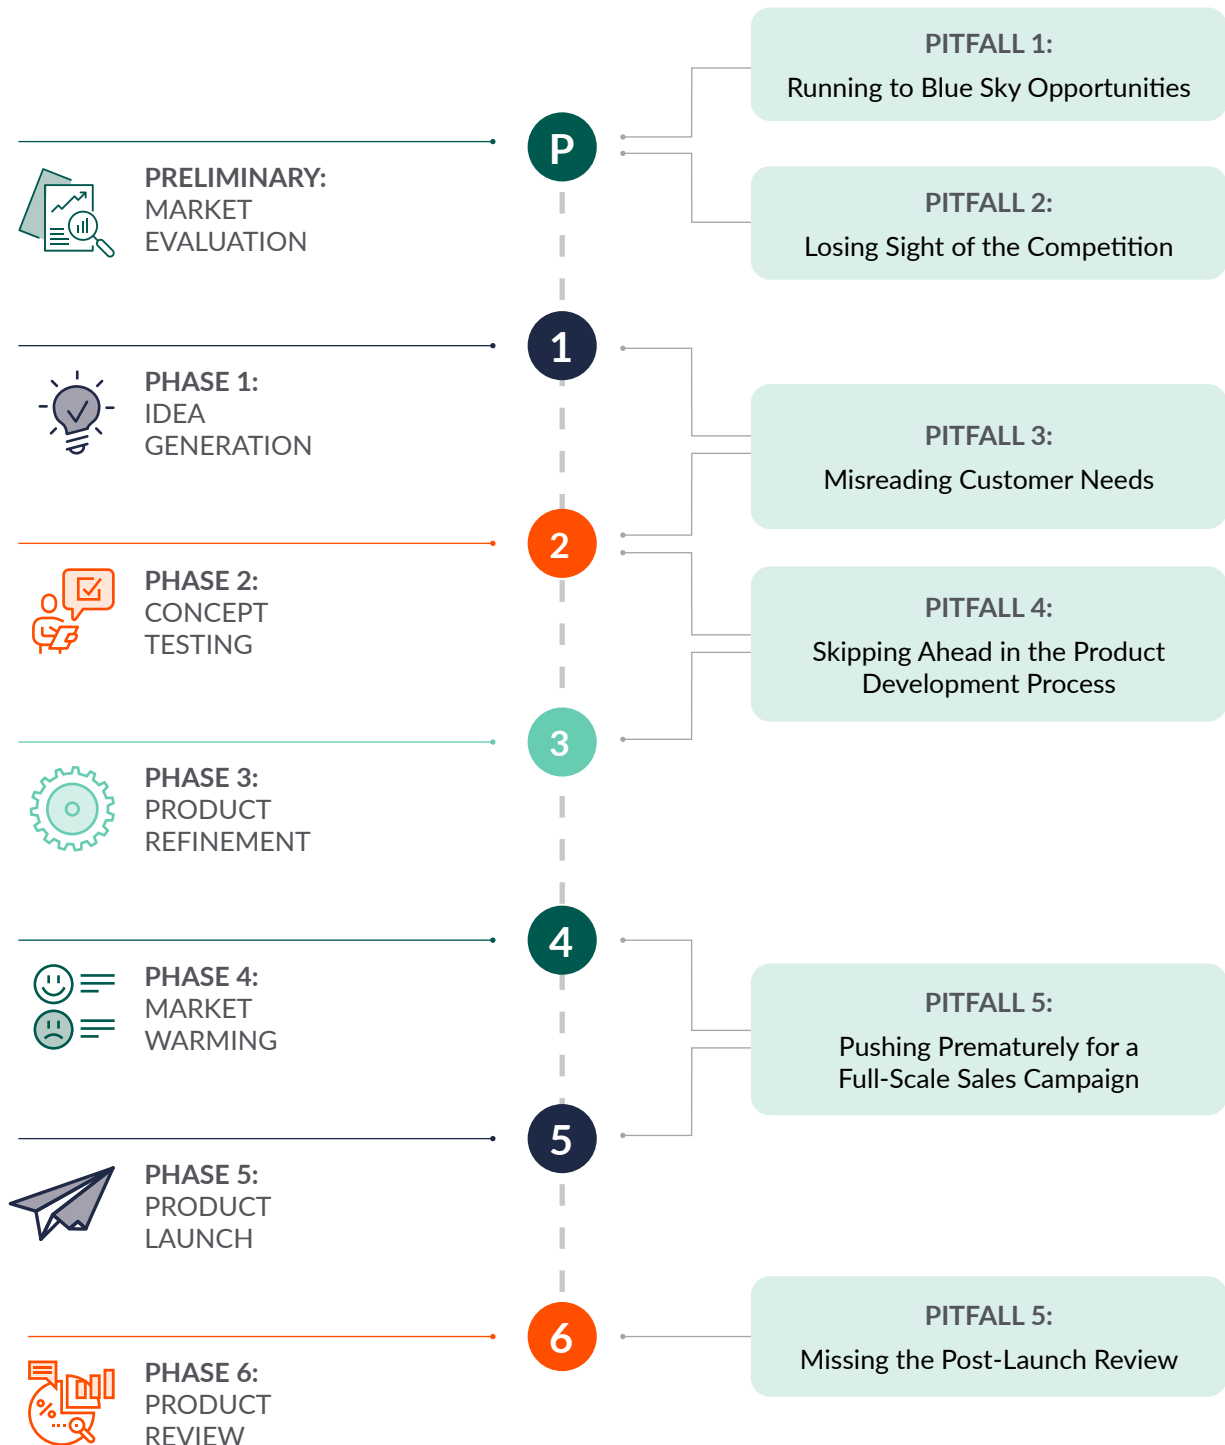 PITFALL 1:
Running to Blue Sky Opportunities
P
PRELIMINARY:
MARKET
EVALUATION
PITFALL 2:
Losing Sight of the Competition
1
PHASE 1:
IDEA
GENERATION
PITFALL 3:
Misreading Customer Needs
2
PHASE 2:
CONCEPT
TESTING
PITFALL 4:
Skipping Ahead in the Product
Development Process
3
PHASE 3:
PRODUCT
REFINEMENT
4
PHASE 4:
MARKET
WARMING
PITFALL 5:
Pushing Prematurely for a
Full-Scale Sales Campaign
5
PHASE 5:
PRODUCT
LAUNCH
6
PITFALL 5:
Missing the Post-Launch Review
PHASE 6:
PRODUCT
REVIEW
%